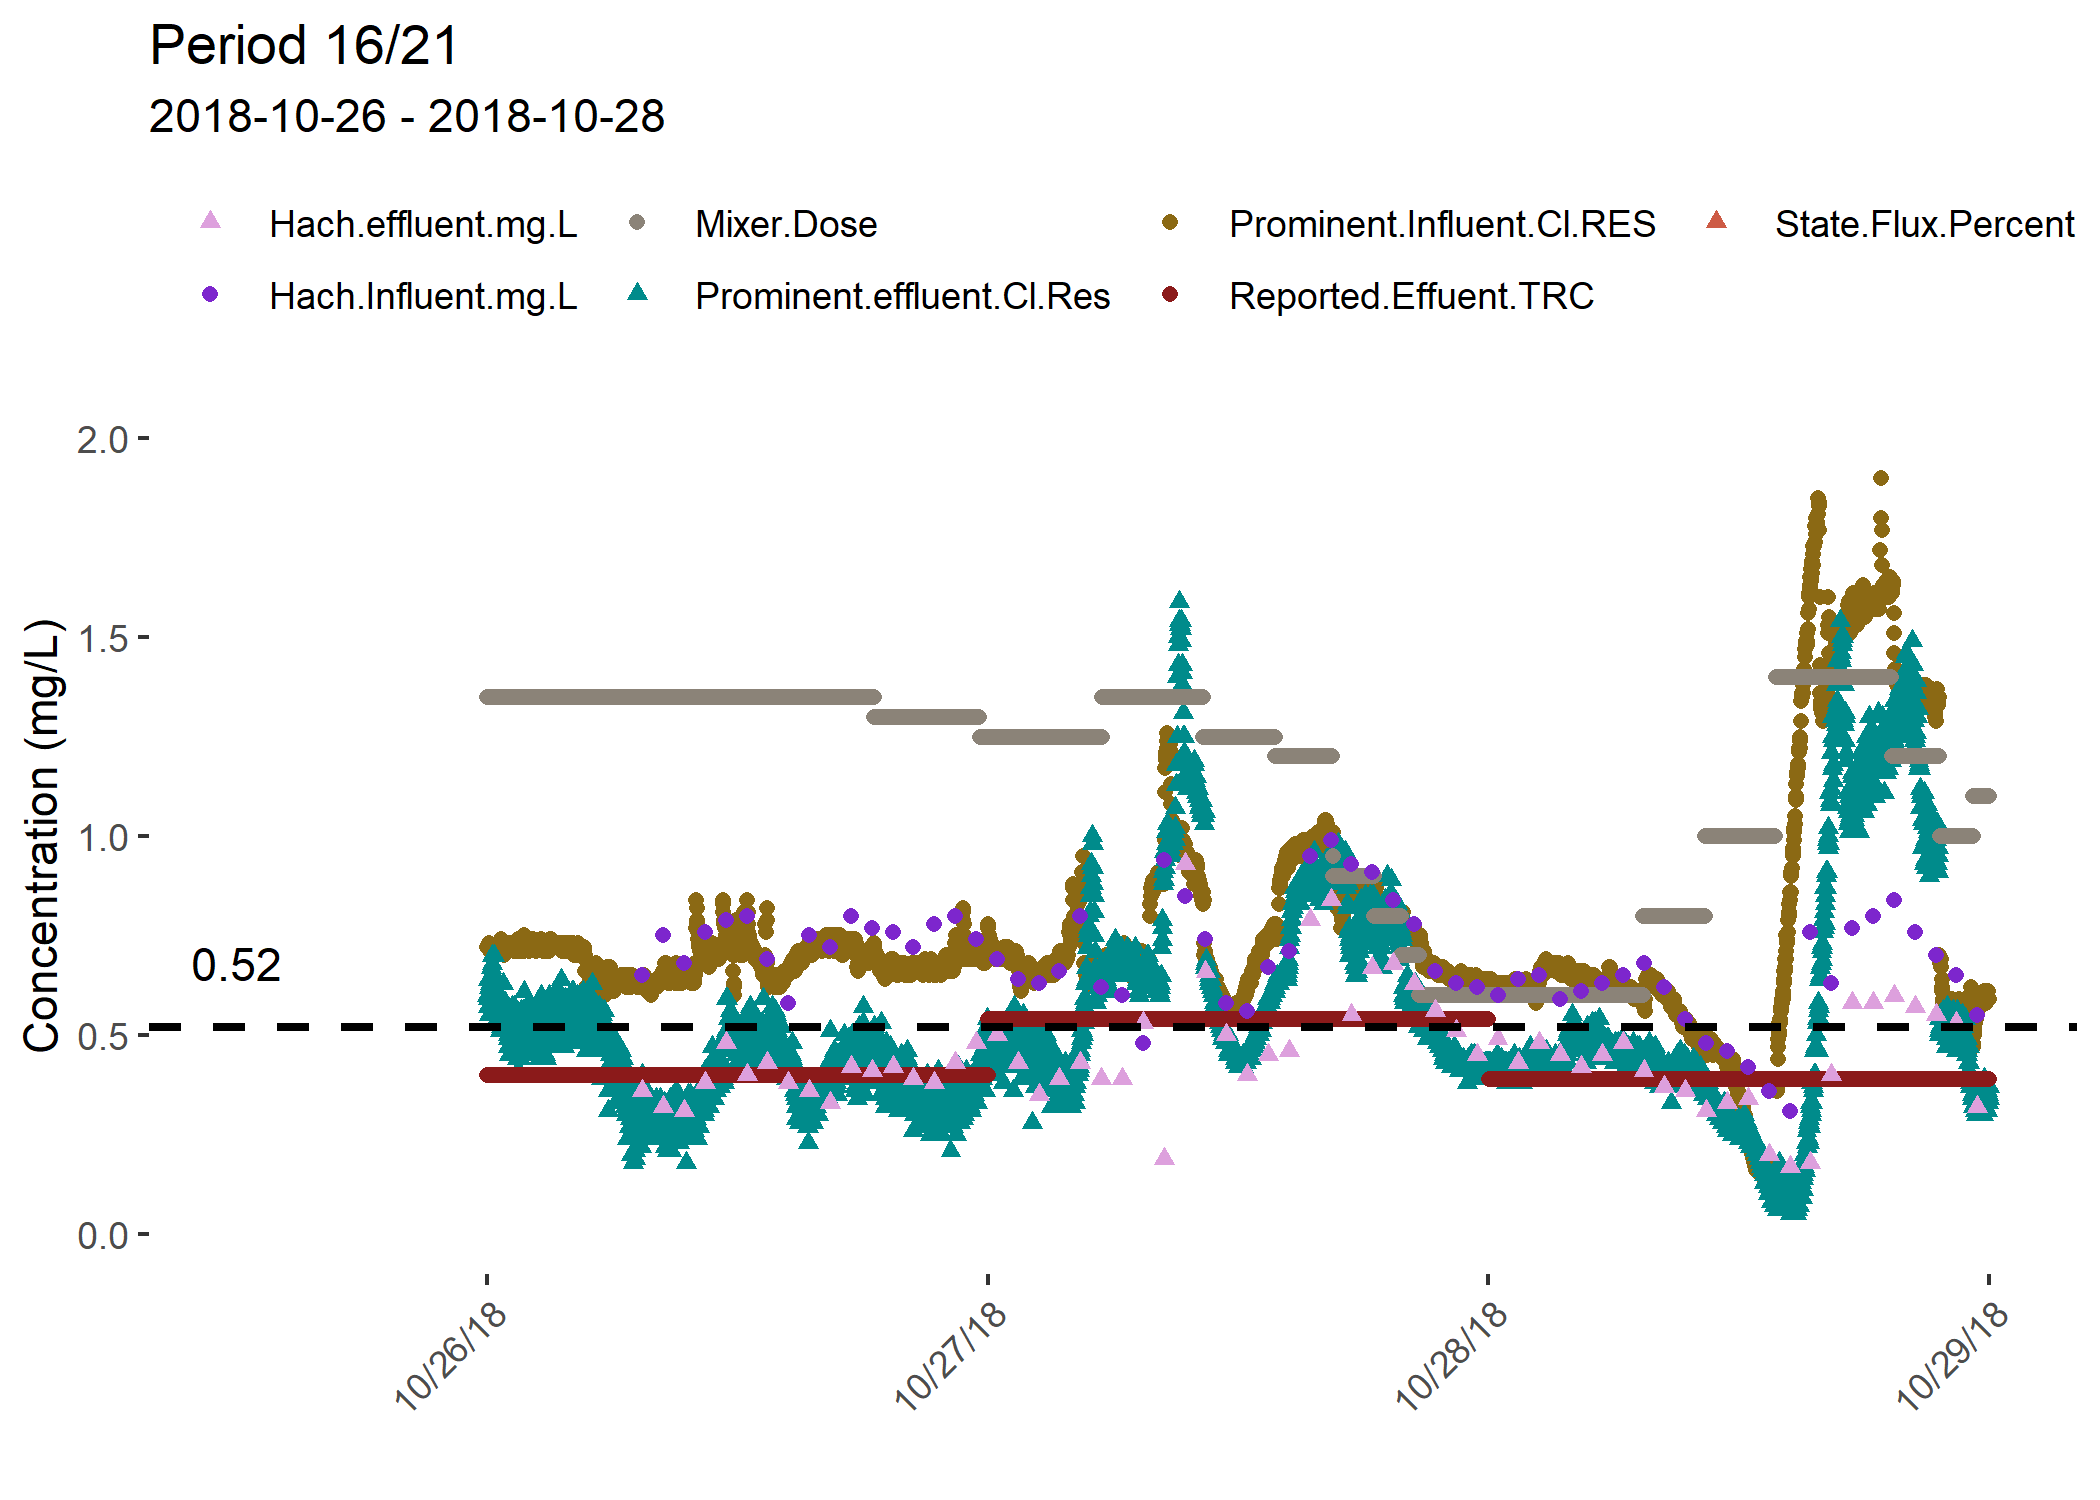 Period 16/21
2018-10-26 - 2018-10-28
Hach.effluent.mg.L Mixer.Dose Prominent.Influent.Cl.RES State.Flux.Percent
Hach.Influent.mg.L Prominent.effluent.Cl.Res Reported.Effuent.TRC
Concentration (mg/L)
2.0
1.5
1.0
0.5
0.0
0.52
10/26/18 10/27/18 10/28/18 10/29/18